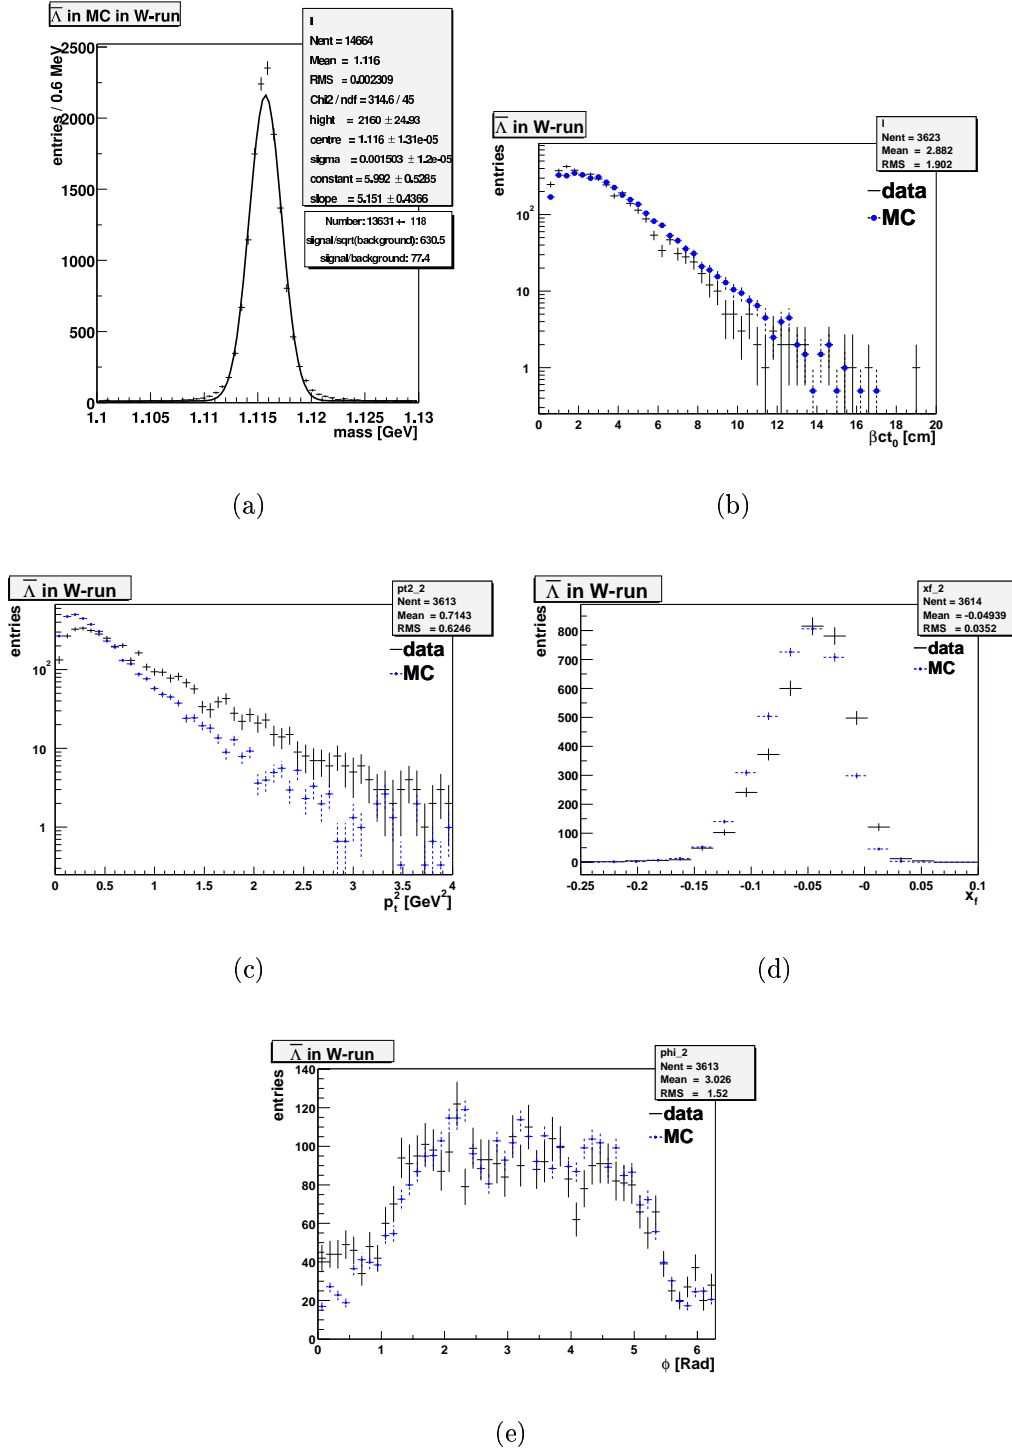 Λ in MC in W-run
I
Nent = 14664
Mean = 1.116
RMS = 0.002309
Chi2 / ndf = 314.6 / 45
hight = 2160 ± 24.93
centre = 1.116 ± 1.31e-05
sigma = 0.001503 ± 1.2e-05
constant = 5.992 ± 0.5285
slope = 5.151 ± 0.4366
Number: 13631 +- 118
signal/sqrt(background): 630.5
signal/background: 77.4
entries / 0.6 MeV
2500
2000
1500
1000
500
0
1.1 1.105 1.11 1.115 1.12 1.125 1.13
mass [GeV]
(a)
Λ in W-run
I
Nent = 3623
Mean = 2.882
RMS = 1.902
data
MC
entries
10²
10
1
0 2 4 6 8 10 12 14 16 18 20
βct₀ [cm]
(b)
Λ in W-run
pt2_2
Nent = 3613
Mean = 0.7143
RMS = 0.6246
data
MC
entries
10²
10
1
0 0.5 1 1.5 2 2.5 3 3.5 4
p_t² [GeV²]
(c)
Λ in W-run
xf_2
Nent = 3614
Mean = -0.04939
RMS = 0.0352
data
MC
entries
800
700
600
500
400
300
200
100
0
-0.25 -0.2 -0.15 -0.1 -0.05 -0 0.05 0.1
x_f
(d)
Λ in W-run
phi_2
Nent = 3613
Mean = 3.026
RMS = 1.52
data
MC
entries
140
120
100
80
60
40
20
0
0 1 2 3 4 5 6
ϕ [Rad]
(e)